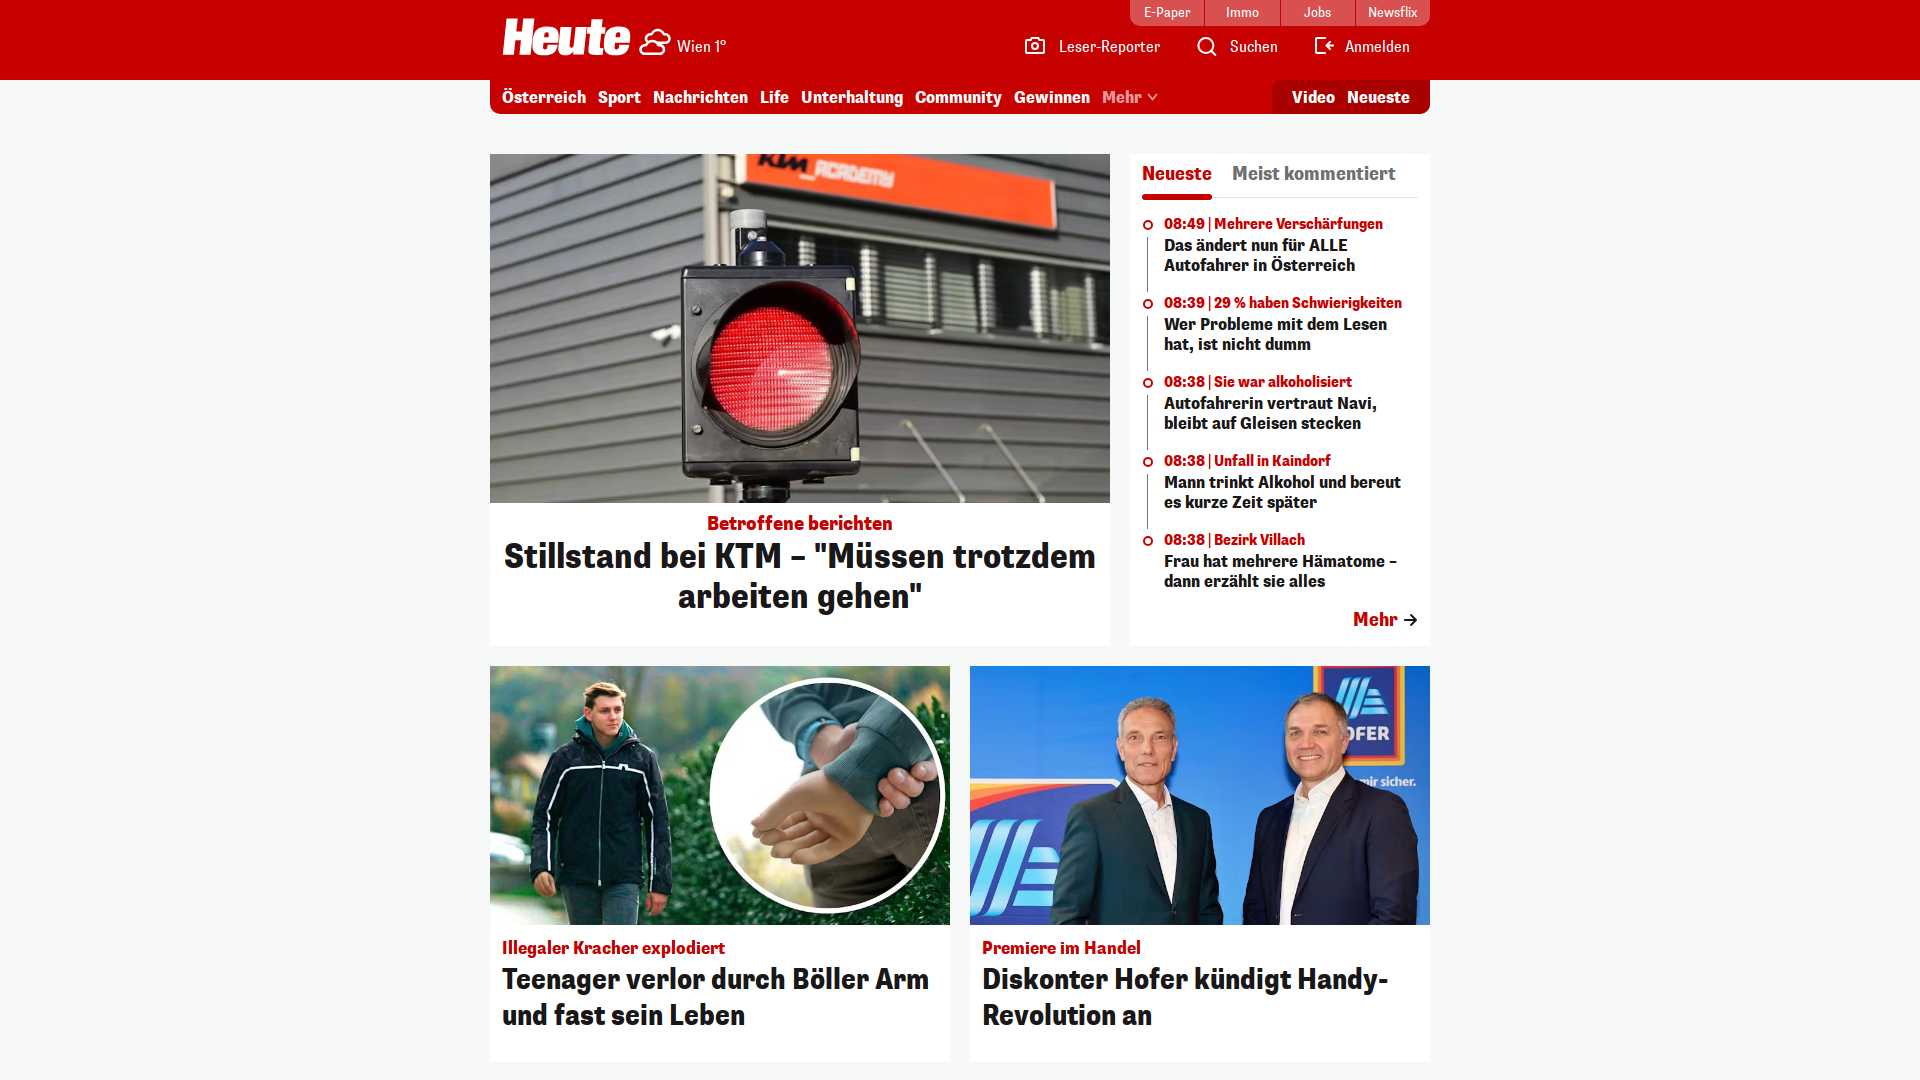 E-Paper
Immo
Jobs
Newsflix
Heute
Wien 1°
Leser-Reporter
Suchen
Anmelden
Österreich
Sport
Nachrichten
Life
Unterhaltung
Community
Gewinnen
Mehr
Video
Neueste
KTM_ACADEMY
Betroffene berichten
Stillstand bei KTM – "Müssen trotzdem
arbeiten gehen"
Neueste
Meist kommentiert
08:49 | Mehrere Verschärfungen
Das ändert nun für ALLE
Autofahrer in Österreich
08:39 | 29 % haben Schwierigkeiten
Wer Probleme mit dem Lesen
hat, ist nicht dumm
08:38 | Sie war alkoholisiert
Autofahrerin vertraut Navi,
bleibt auf Gleisen stecken
08:38 | Unfall in Kaindorf
Mann trinkt Alkohol und bereut
es kurze Zeit später
08:38 | Bezirk Villach
Frau hat mehrere Hämatome –
dann erzählt sie alles
Mehr
Illegaler Kracher explodiert
Teenager verlor durch Böller Arm
und fast sein Leben
OFER
mir sicher.
Premiere im Handel
Diskonter Hofer kündigt Handy-
Revolution an